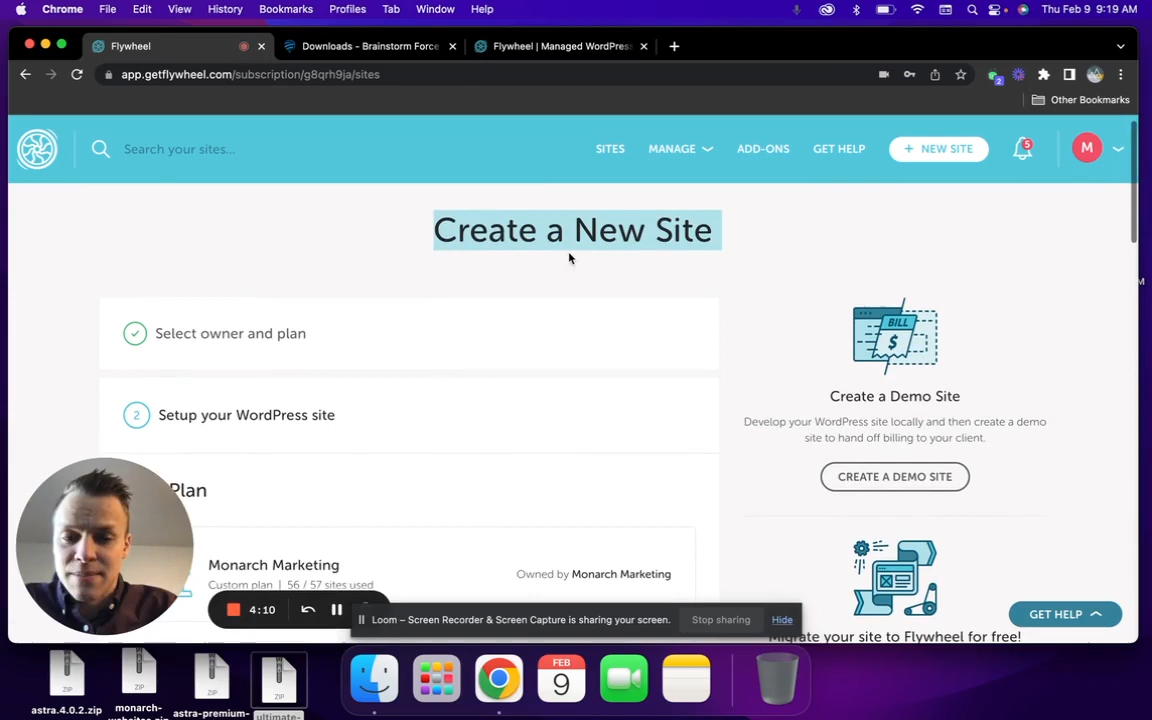 Chrome File Edit View History Bookmarks Profiles Tab Window Help Thu Feb 9 9:19 AM
Flywheel
Downloads - Brainstorm Force
Flywheel | Managed WordPress
app.getflywheel.com/subscription/g8qrh9ja/sites
2
Other Bookmarks
Search your sites...
SITES
MANAGE
ADD-ONS
GET HELP
+ NEW SITE
5
M
Create a New Site
Select owner and plan
2 Setup your WordPress site
Plan
Monarch Marketing
Custom plan | 56 / 57 sites used
Owned by Monarch Marketing
BILL
$
Create a Demo Site
Develop your WordPress site locally and then create a demo
site to hand off billing to your client.
CREATE A DEMO SITE
Migrate your site to Flywheel for free!
GET HELP
4:10
Loom – Screen Recorder & Screen Capture is sharing your screen.
Stop sharing
Hide
ZIP
astra.4.0.2.zip
ZIP
monarch-
websites.zip
ZIP
astra-premium-
ZIP
ultimate-
FEB
9